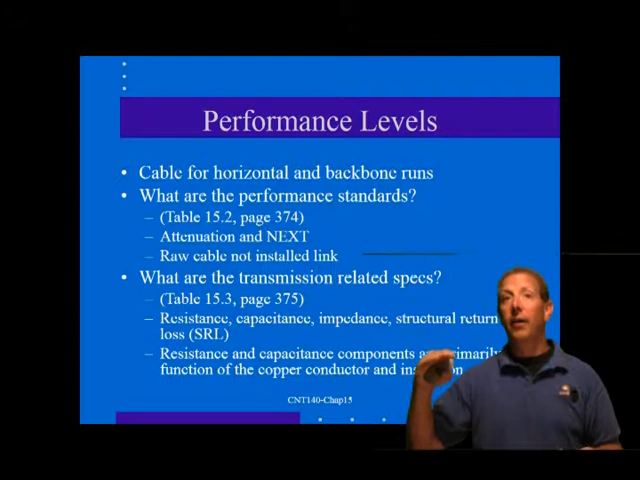 Performance Levels
• Cable for horizontal and backbone runs
• What are the performance standards?
– (Table 15.2, page 374)
– Attenuation and NEXT
– Raw cable not installed link
• What are the transmission related specs?
– (Table 15.3, page 375)
– Resistance, capacitance, impedance, structural return
loss (SRL)
– Resistance and capacitance components
function of the copper conductor and
CNT140-Chap15